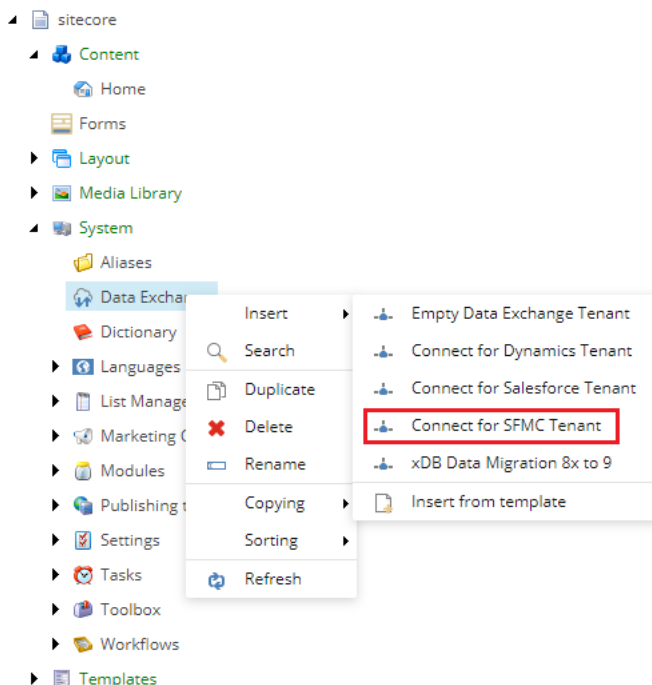 sitecore
Content
Home
Forms
Layout
Media Library
System
Aliases
Data Exchan
Dictionary
Languages
List Manage
Marketing
Modules
Publishing t
Settings
Tasks
Toolbox
Workflows
Templates
Insert
Search
Duplicate
Delete
Rename
Copying
Sorting
Refresh
Empty Data Exchange Tenant
Connect for Dynamics Tenant
Connect for Salesforce Tenant
Connect for SFMC Tenant
xDB Data Migration 8x to 9
Insert from template